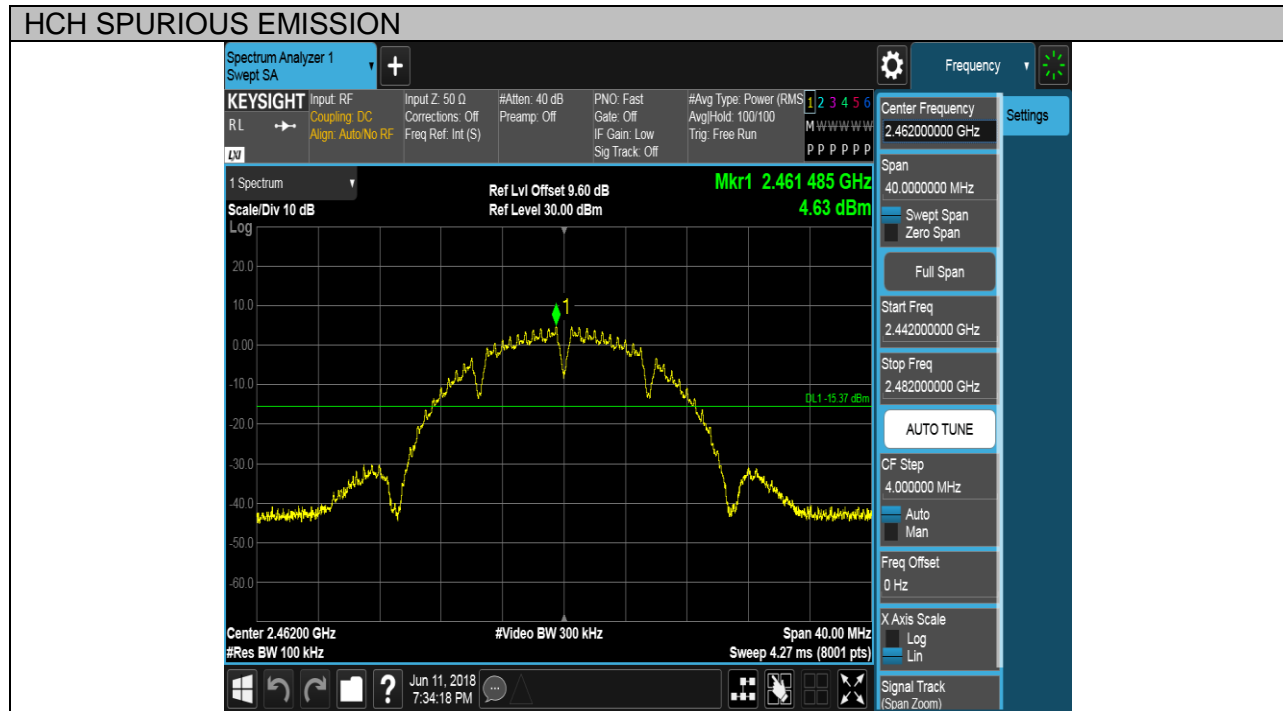 HCH SPURIOUS EMISSION
Spectrum Analyzer 1
Swept SA
+
Frequency
KEYSIGHT
RL
LXI
Input: RF
Coupling: DC
Align: Auto/No RF
Input Z: 50 Ω
Corrections: Off
Freq Ref: Int (S)
#Atten: 40 dB
Preamp: Off
PNO: Fast
Gate: Off
IF Gain: Low
Sig Track: Off
#Avg Type: Power (RMS
Avg|Hold: 100/100
Trig: Free Run
1 2 3 4 5 6
M W W W W W
P P P P P P
1 Spectrum
Scale/Div 10 dB
Log
Ref Lvl Offset 9.60 dB
Ref Level 30.00 dBm
Mkr1 2.461 485 GHz
4.63 dBm
20.0
10.0
0.00
-10.0
-20.0
-30.0
-40.0
-50.0
-60.0
1
DL1 -15.37 dBm
Center 2.46200 GHz
#Res BW 100 kHz
#Video BW 300 kHz
Span 40.00 MHz
Sweep 4.27 ms (8001 pts)
?
Jun 11, 2018
7:34:18 PM
Center Frequency
2.462000000 GHz
Span
40.0000000 MHz
Swept Span
Zero Span
Full Span
Start Freq
2.442000000 GHz
Stop Freq
2.482000000 GHz
AUTO TUNE
CF Step
4.000000 MHz
Auto
Man
Freq Offset
0 Hz
X Axis Scale
Log
Lin
Signal Track
(Span Zoom)
Settings